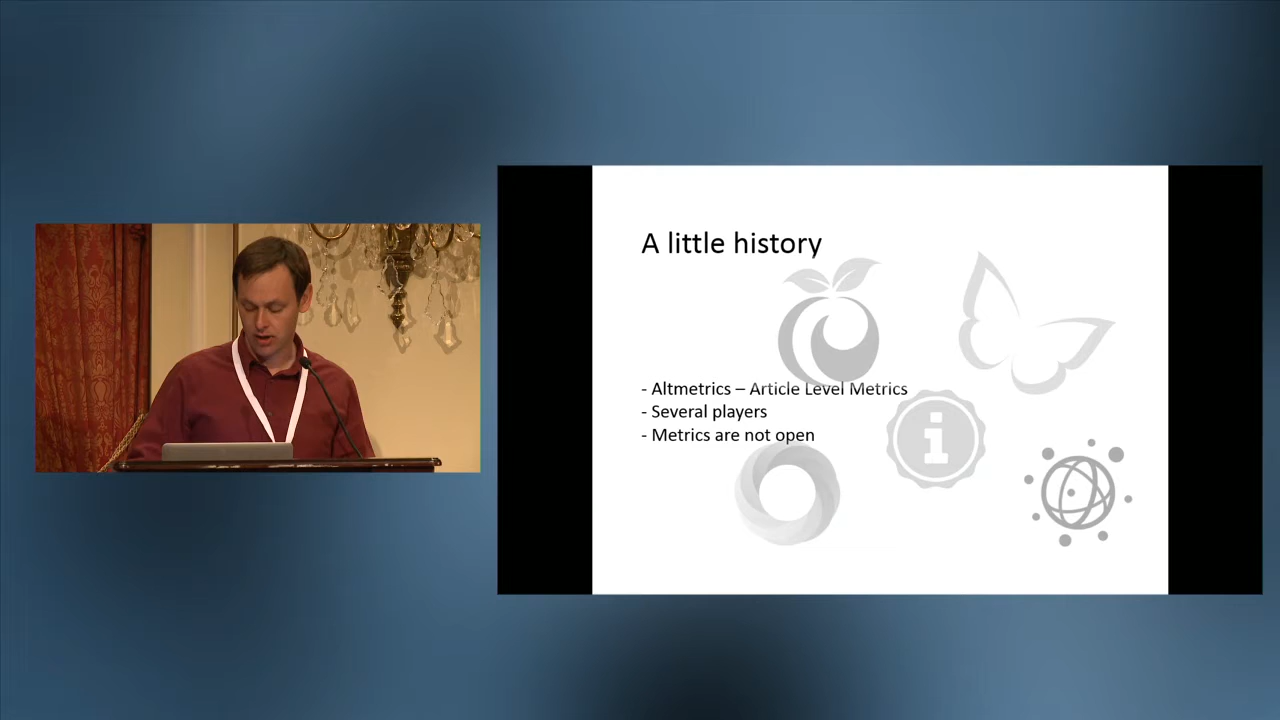 A little history
- Altmetrics – Article Level Metrics
- Several players
- Metrics are not open